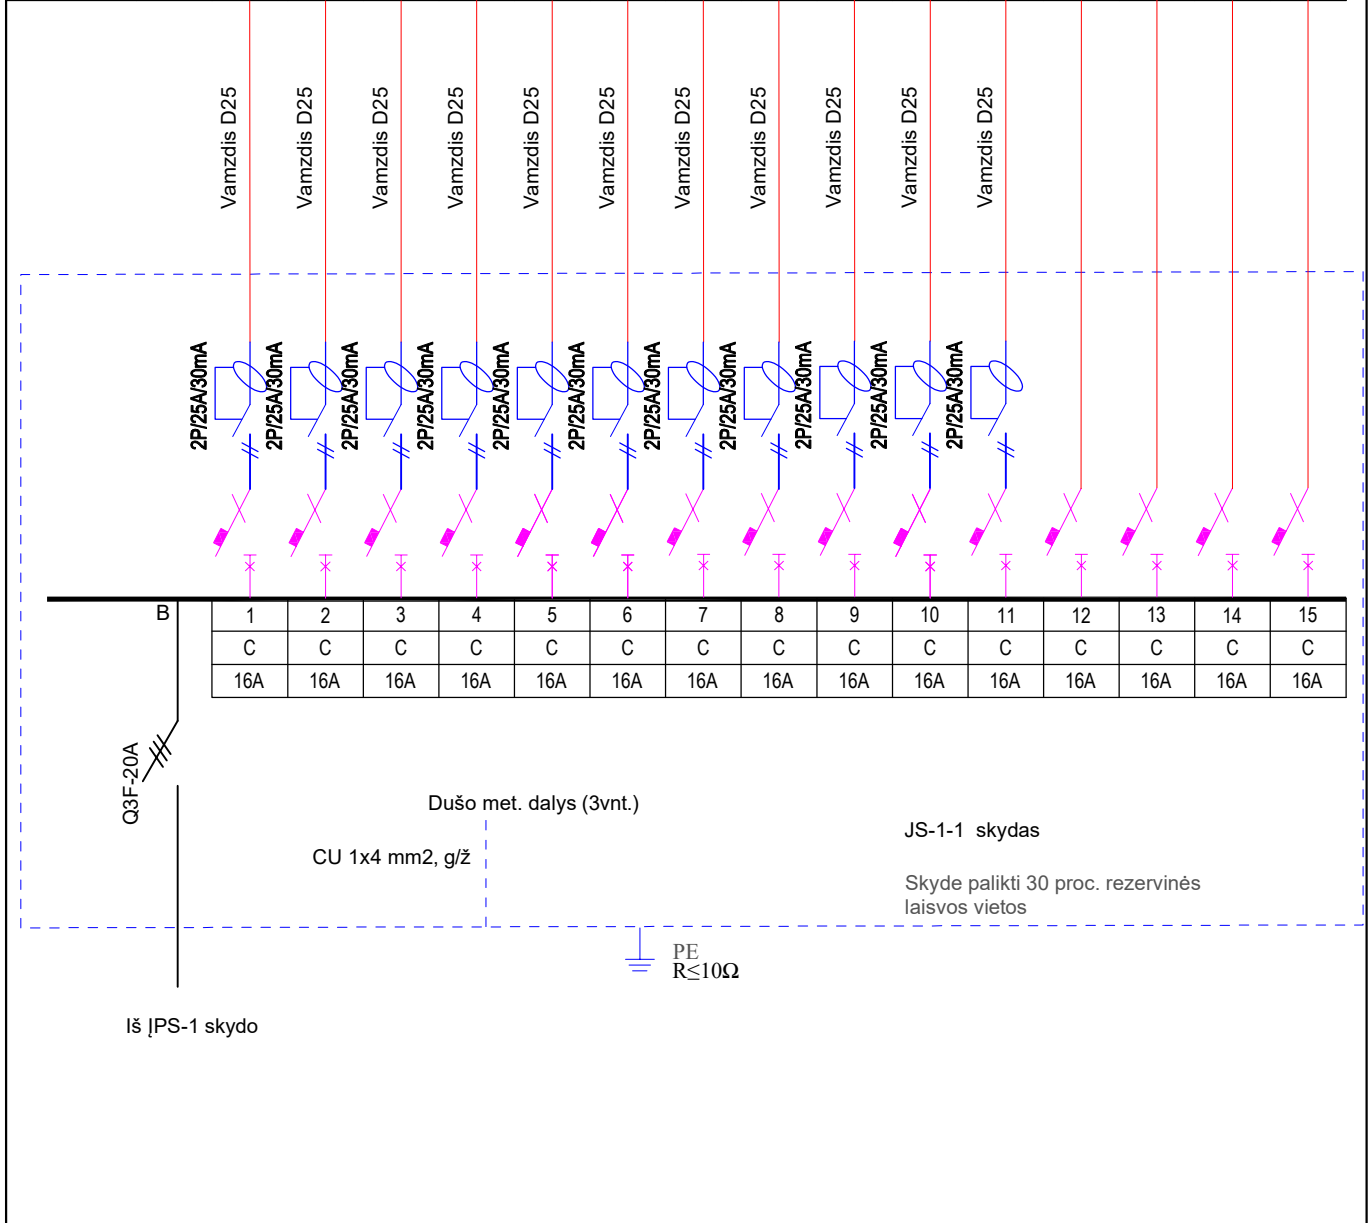 Vamzdis D25
Vamzdis D25
Vamzdis D25
Vamzdis D25
Vamzdis D25
Vamzdis D25
Vamzdis D25
Vamzdis D25
Vamzdis D25
Vamzdis D25
Vamzdis D25
2P/25A/30mA
2P/25A/30mA
2P/25A/30mA
2P/25A/30mA
2P/25A/30mA
2P/25A/30mA
2P/25A/30mA
2P/25A/30mA
2P/25A/30mA
2P/25A/30mA
2P/25A/30mA
B 1 2 3 4 5 6 7 8 9 10 11 12 13 14 15
C C C C C C C C C C C C C C C
16A 16A 16A 16A 16A 16A 16A 16A 16A 16A 16A 16A 16A 16A 16A
Q3F-20A
Dušo met. dalys (3vnt.)
CU 1x4 mm2, g/ž
JS-1-1 skydas
Skyde palikti 30 proc. rezervinės
laisvos vietos
PE
R≤10Ω
Iš ĮPS-1 skydo